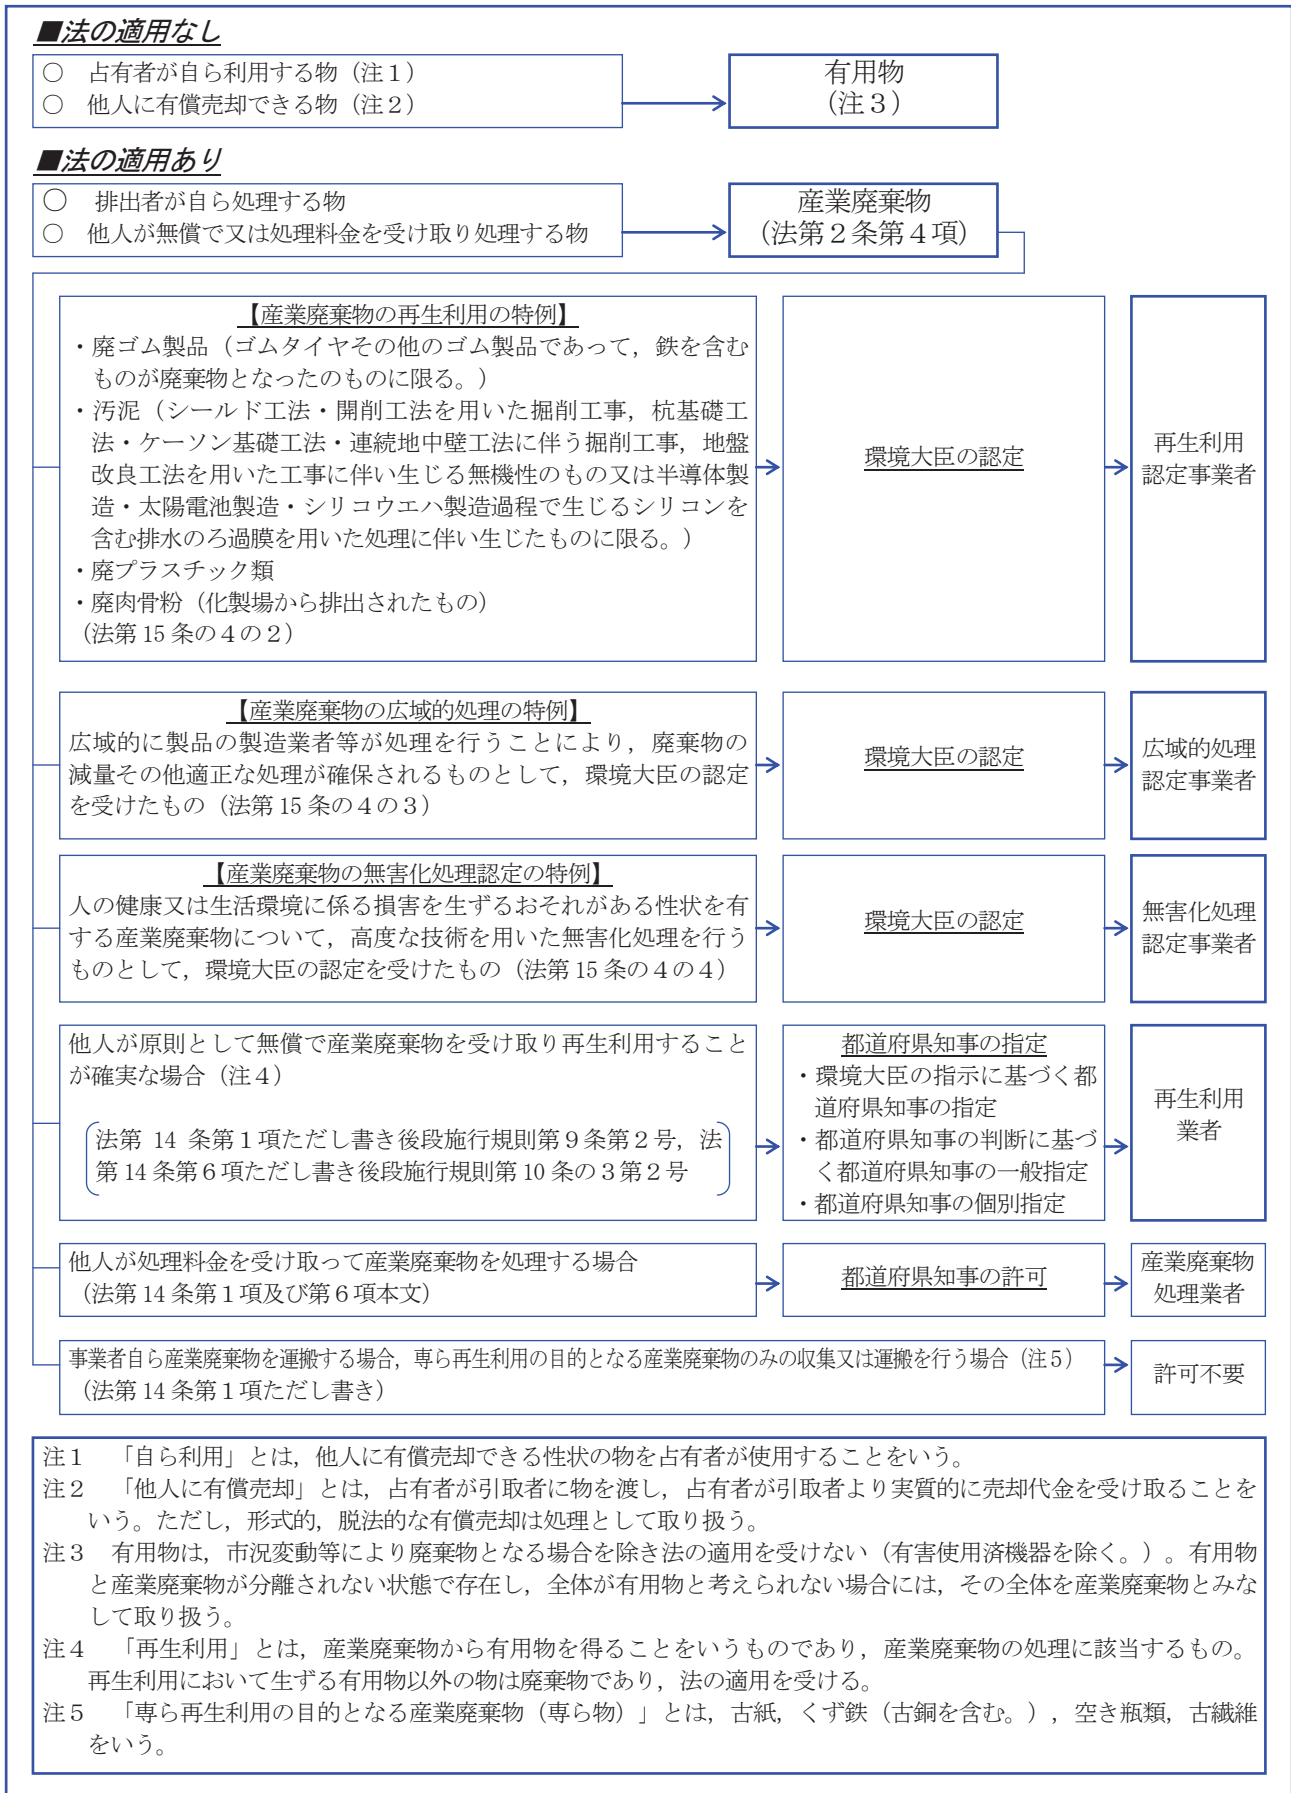 ■法の適用なし
○　占有者が自ら利用する物（注１）
○　他人に有償売却できる物（注２）
有用物
（注３）
■法の適用あり
○　排出者が自ら処理する物
○　他人が無償で又は処理料金を受け取り処理する物
産業廃棄物
（法第２条第４項）
【産業廃棄物の再生利用の特例】
・廃ゴム製品（ゴムタイヤその他のゴム製品であって，鉄を含む
ものが廃棄物となったのものに限る。）
・汚泥（シールド工法・開削工法を用いた掘削工事，杭基礎工
法・ケーソン基礎工法・連続地中壁工法に伴う掘削工事，地盤
改良工法を用いた工事に伴い生じる無機性のもの又は半導体製
造・太陽電池製造・シリコウエハ製造過程で生じるシリコンを
含む排水のろ過膜を用いた処理に伴い生じたものに限る。）
・廃プラスチック類
・廃肉骨粉（化製場から排出されたもの）
（法第 15 条の４の２）
環境大臣の認定
再生利用
認定事業者
【産業廃棄物の広域的処理の特例】
広域的に製品の製造業者等が処理を行うことにより，廃棄物の
減量その他適正な処理が確保されるものとして，環境大臣の認定
を受けたもの（法第 15 条の４の３）
環境大臣の認定
広域的処理
認定事業者
【産業廃棄物の無害化処理認定の特例】
人の健康又は生活環境に係る損害を生ずるおそれがある性状を有
する産業廃棄物について，高度な技術を用いた無害化処理を行う
ものとして，環境大臣の認定を受けたもの（法第 15 条の４の４）
環境大臣の認定
無害化処理
認定事業者
他人が原則として無償で産業廃棄物を受け取り再生利用すること
が確実な場合（注４）
法第 14 条第１項ただし書き後段施行規則第９条第２号，法
第 14 条第６項ただし書き後段施行規則第 10 条の３第２号
都道府県知事の指定
・環境大臣の指示に基づく都
道府県知事の指定
・都道府県知事の判断に基づ
く都道府県知事の一般指定
・都道府県知事の個別指定
再生利用
業者
他人が処理料金を受け取って産業廃棄物を処理する場合
（法第 14 条第１項及び第６項本文）
都道府県知事の許可
産業廃棄物
処理業者
事業者自ら産業廃棄物を運搬する場合，専ら再生利用の目的となる産業廃棄物のみの収集又は運搬を行う場合（注５）
（法第 14 条第１項ただし書き）
許可不要
注１　「自ら利用」とは，他人に有償売却できる性状の物を占有者が使用することをいう。
注２　「他人に有償売却」とは，占有者が引取者に物を渡し，占有者が引取者より実質的に売却代金を受け取ることを
いう。ただし，形式的，脱法的な有償売却は処理として取り扱う。
注３　有用物は，市況変動等により廃棄物となる場合を除き法の適用を受けない（有害使用済機器を除く。）。有用物
と産業廃棄物が分離されない状態で存在し，全体が有用物と考えられない場合には，その全体を産業廃棄物とみな
して取り扱う。
注４　「再生利用」とは，産業廃棄物から有用物を得ることをいうものであり，産業廃棄物の処理に該当するもの。
再生利用において生ずる有用物以外の物は廃棄物であり，法の適用を受ける。
注５　「専ら再生利用の目的となる産業廃棄物（専ら物）」とは，古紙，くず鉄（古銅を含む。），空き瓶類，古繊維
をいう。